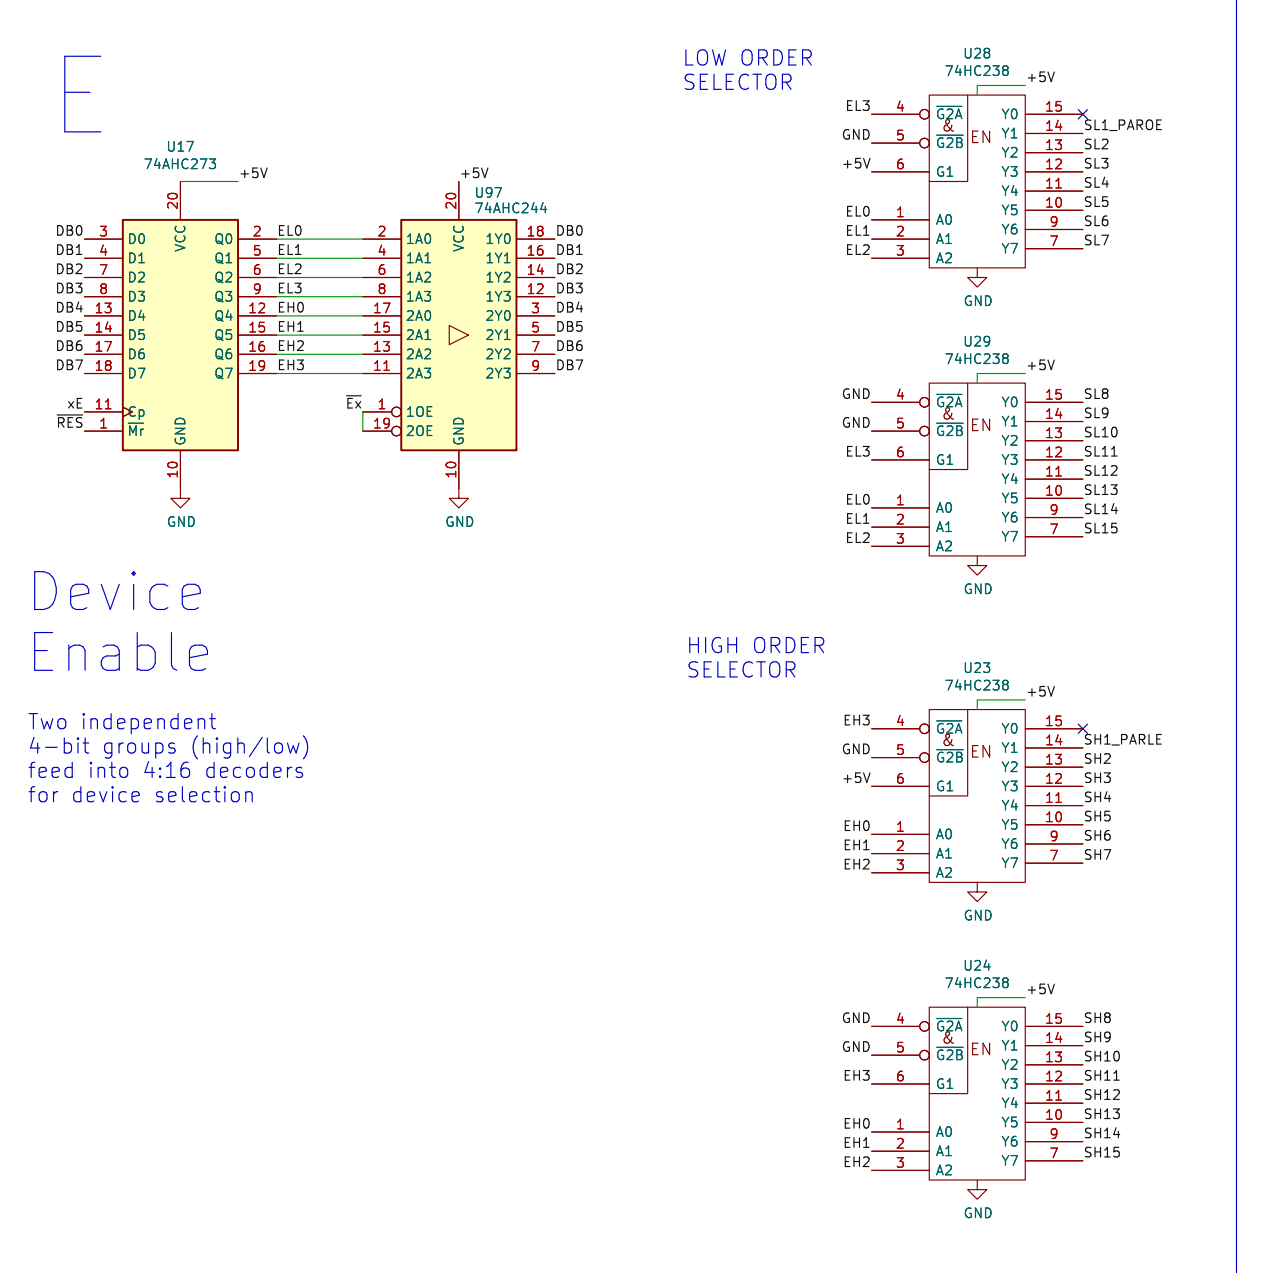 E
U17
74AHC273
+5V
20
VCC
DB0 3 D0 Q0 2 EL0
DB1 4 D1 Q1 5 EL1
DB2 7 D2 Q2 6 EL2
DB3 8 D3 Q3 9 EL3
DB4 13 D4 Q4 12 EH0
DB5 14 D5 Q5 15 EH1
DB6 17 D6 Q6 16 EH2
DB7 18 D7 Q7 19 EH3
xE 11 Cp
RES 1 Mr
GND
10
GND
+5V
U97
74AHC244
20
VCC
2 1A0 1Y0 18 DB0
4 1A1 1Y1 16 DB1
6 1A2 1Y2 14 DB2
8 1A3 1Y3 12 DB3
17 2A0 2Y0 3 DB4
15 2A1 2Y1 5 DB5
13 2A2 2Y2 7 DB6
11 2A3 2Y3 9 DB7
Ex 1 1OE
19 2OE
GND
10
GND
Device
Enable
Two independent
4-bit groups (high/low)
feed into 4:16 decoders
for device selection
LOW ORDER
SELECTOR
U28
74HC238
+5V
EL3 4 G2A Y0 15
& EN Y1 14 SL1_PAROE
GND 5 G2B Y2 13 SL2
+5V 6 G1 Y3 12 SL3
Y4 11 SL4
EL0 1 A0 Y5 10 SL5
EL1 2 A1 Y6 9 SL6
EL2 3 A2 Y7 7 SL7
GND
U29
74HC238
+5V
GND 4 G2A Y0 15 SL8
& EN Y1 14 SL9
GND 5 G2B Y2 13 SL10
EL3 6 G1 Y3 12 SL11
Y4 11 SL12
EL0 1 A0 Y5 10 SL13
EL1 2 A1 Y6 9 SL14
EL2 3 A2 Y7 7 SL15
GND
HIGH ORDER
SELECTOR
U23
74HC238
+5V
EH3 4 G2A Y0 15
& EN Y1 14 SH1_PARLE
GND 5 G2B Y2 13 SH2
+5V 6 G1 Y3 12 SH3
Y4 11 SH4
EH0 1 A0 Y5 10 SH5
EH1 2 A1 Y6 9 SH6
EH2 3 A2 Y7 7 SH7
GND
U24
74HC238
+5V
GND 4 G2A Y0 15 SH8
& EN Y1 14 SH9
GND 5 G2B Y2 13 SH10
EH3 6 G1 Y3 12 SH11
Y4 11 SH12
EH0 1 A0 Y5 10 SH13
EH1 2 A1 Y6 9 SH14
EH2 3 A2 Y7 7 SH15
GND